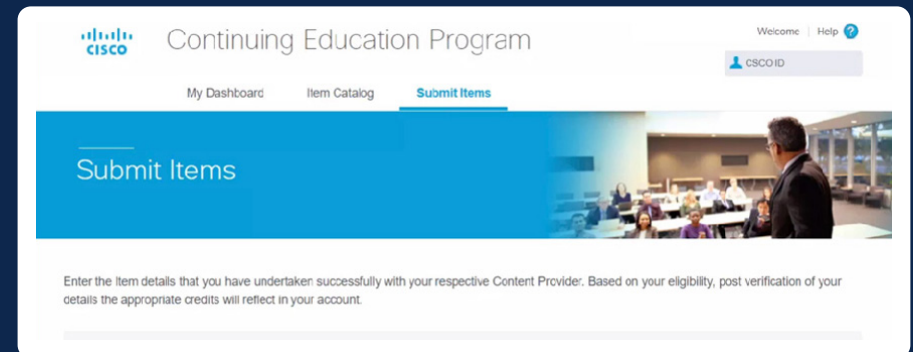 CISCO
Continuing Education Program
Welcome | Help ?
CSCOID
My Dashboard Item Catalog Submit Items
Submit Items
Enter the Item details that you have undertaken successfully with your respective Content Provider. Based on your eligibility, post verification of your
details the appropriate credits will reflect in your account.